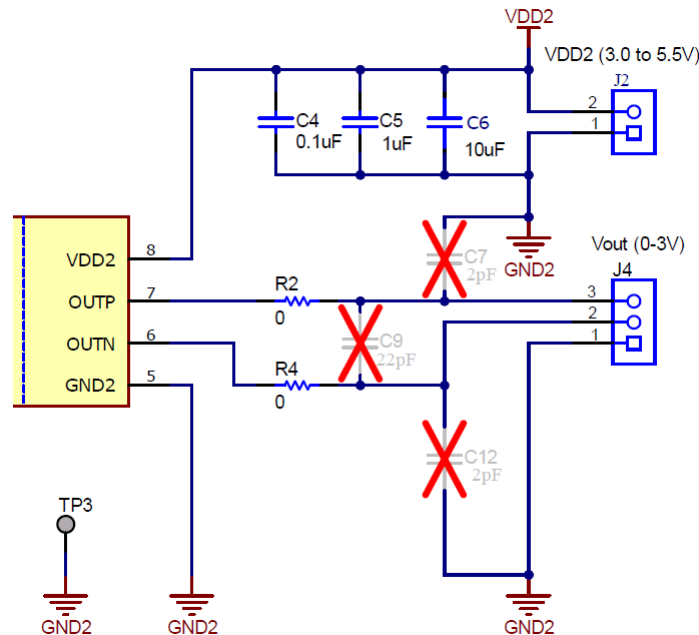 VDD2
VDD2 (3.0 to 5.5V)
J2
2
1
C4
0.1uF
C5
1uF
C6
10uF
GND2
C7
2pF
Vout (0-3V)
J4
3
2
1
VDD2
8
OUTP
7
OUTN
6
GND2
5
R2
0
R4
0
C9
22pF
C12
2pF
TP3
GND2
GND2
GND2